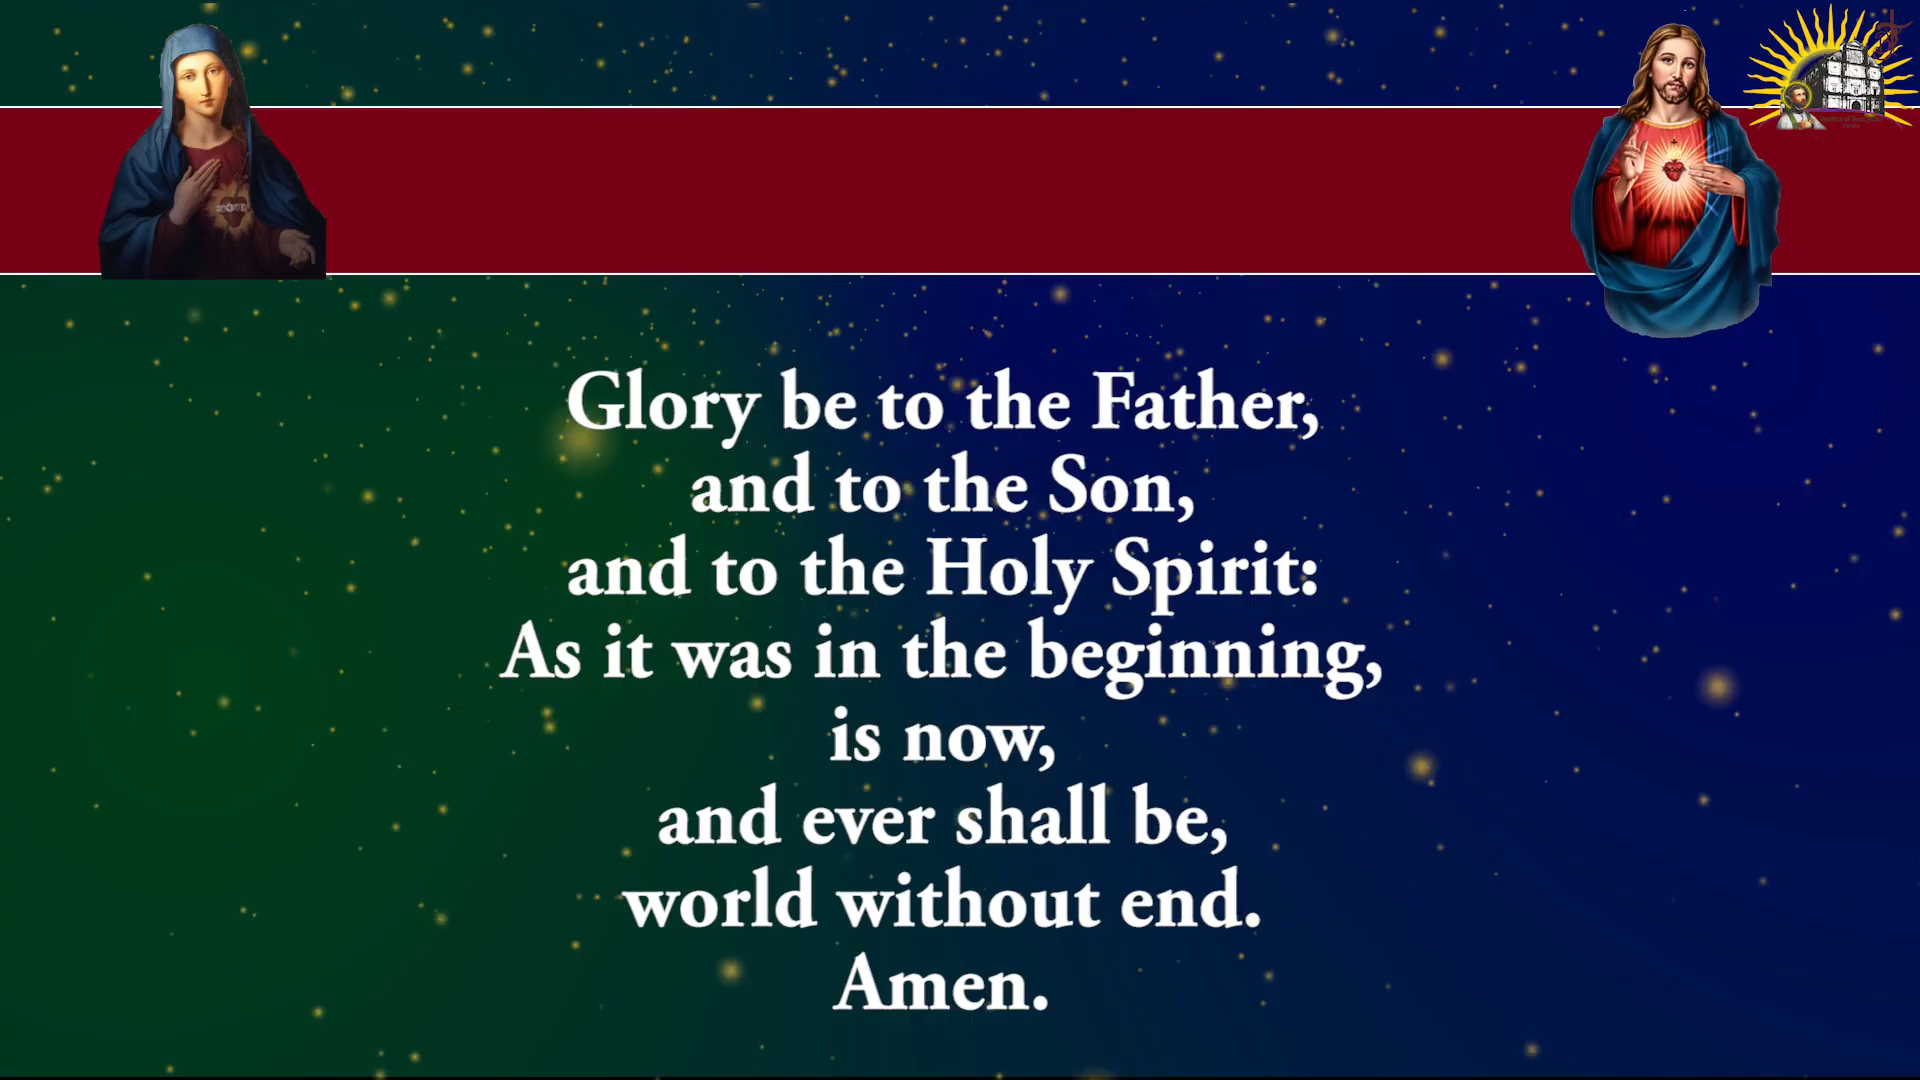 Glory be to the Father,
and to the Son,
and to the Holy Spirit:
As it was in the beginning,
is now,
and ever shall be,
world without end.
Amen.